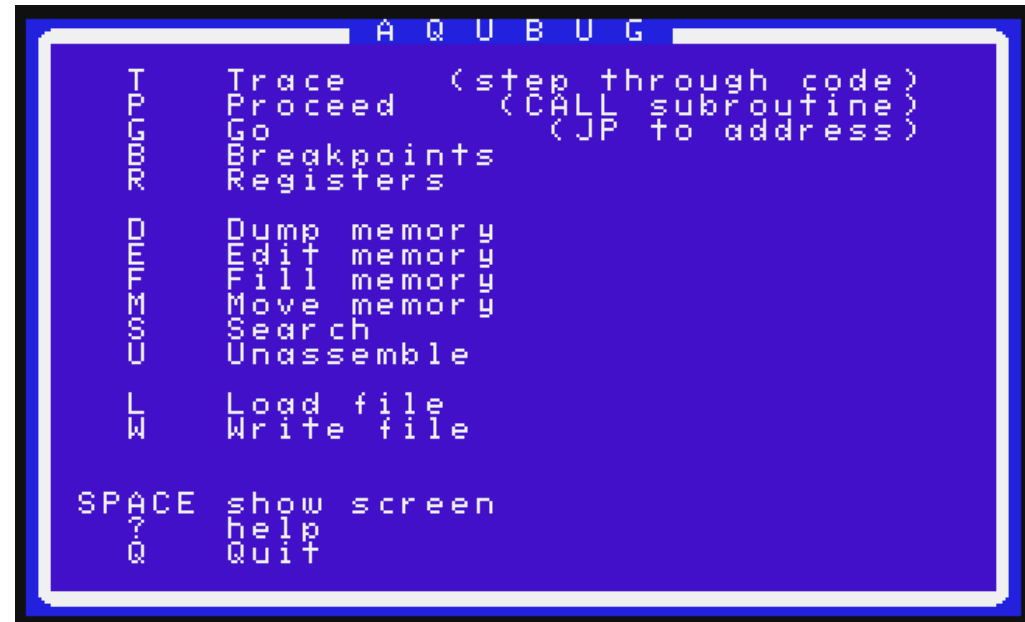 A Q U B U G
T Trace (step through code)
P Proceed (CALL subroutine)
G Go (JP to address)
B Breakpoints
R Registers
D Dump memory
E Edit memory
F Fill memory
M Move memory
S Search
U Unassemble
L Load file
W Write file
SPACE show screen
? help
Q Quit